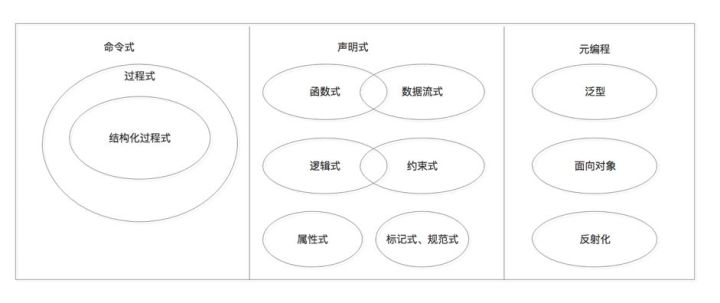 命令式
过程式
结构化过程式
声明式
函数式
数据流式
逻辑式
约束式
属性式
标记式、规范式
元编程
泛型
面向对象
反射化